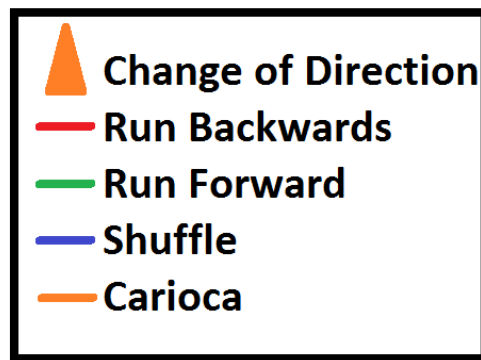 Change of Direction
Run Backwards
Run Forward
Shuffle
Carioca